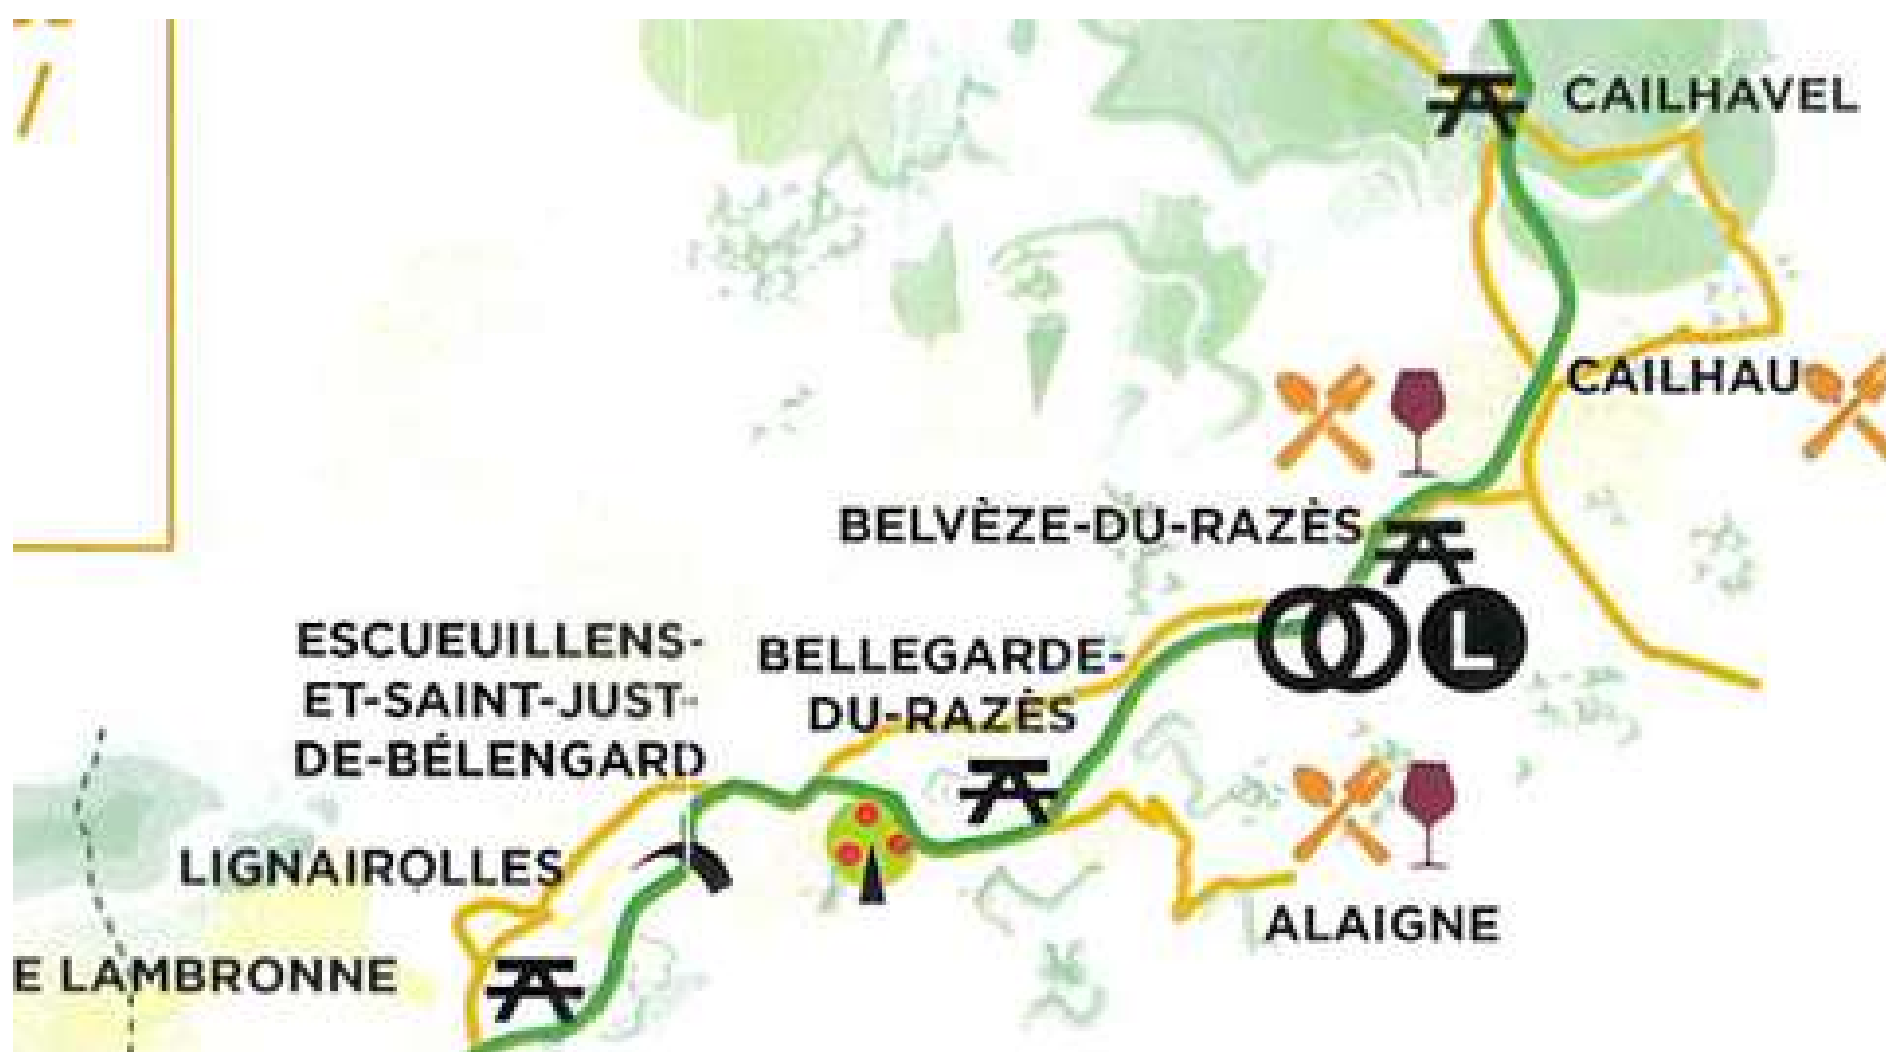 /
CAILHAVEL
CAILHAU
BELVÈZE-DU-RAZÈS
L
ESCUEUILLENS-
ET-SAINT-JUST-
DE-BÉLENGARD
BELLEGARDE-
DU-RAZÈS
LIGNAIROLLES
ALAIGNE
E LAMBRONNE